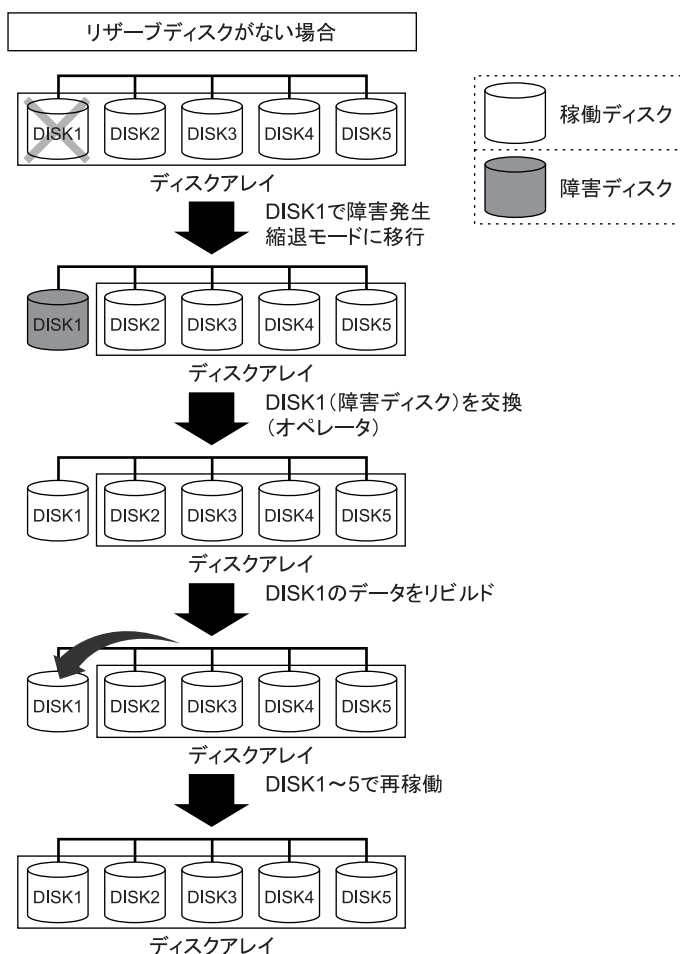 リザーブディスクがない場合
DISK1 DISK2 DISK3 DISK4 DISK5
ディスクアレイ
稼働ディスク
障害ディスク
DISK1で障害発生
縮退モードに移行
DISK1 DISK2 DISK3 DISK4 DISK5
ディスクアレイ
DISK1(障害ディスク)を交換
(オペレータ)
DISK1 DISK2 DISK3 DISK4 DISK5
ディスクアレイ
DISK1のデータをリビルド
DISK1 DISK2 DISK3 DISK4 DISK5
ディスクアレイ
DISK1~5で再稼働
DISK1 DISK2 DISK3 DISK4 DISK5
ディスクアレイ